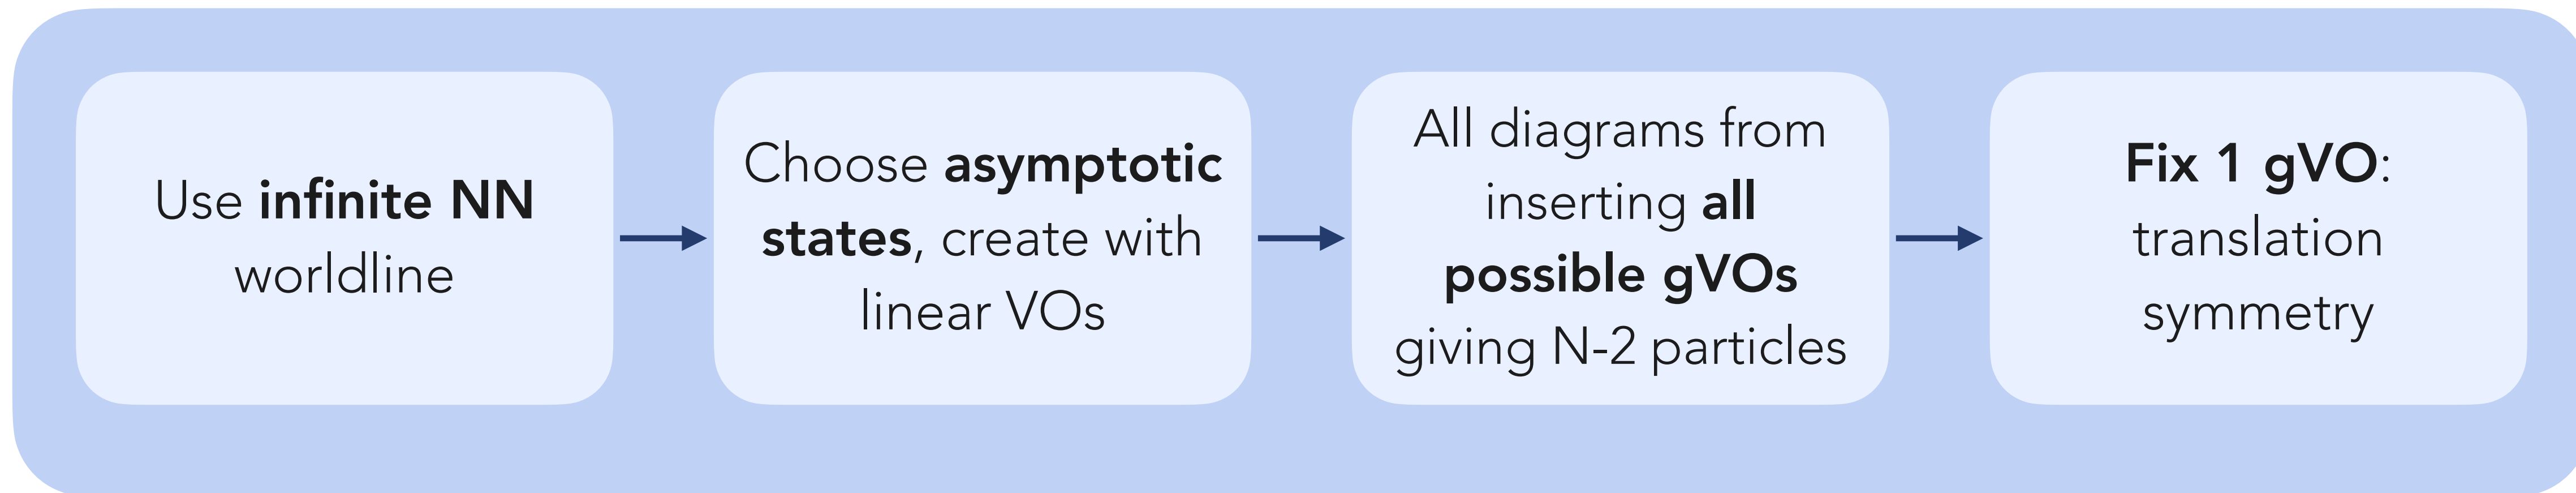 Use infinite NN
worldline
Choose asymptotic
states, create with
linear VOs
All diagrams from
inserting all
possible gVOs
giving N-2 particles
Fix 1 gVO:
translation
symmetry